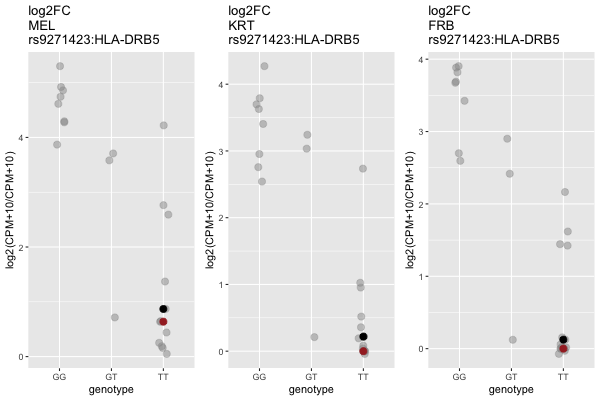 log2FC
MEL
rs9271423:HLA-DRB5
log2(CPM+10/CPM+10)
4
2
0
GG
GT
TT
genotype
log2FC
KRT
rs9271423:HLA-DRB5
log2(CPM+10/CPM+10)
4
3
2
1
0
GG
GT
TT
genotype
log2FC
FRB
rs9271423:HLA-DRB5
log2(CPM+10/CPM+10)
4
3
2
1
0
GG
GT
TT
genotype